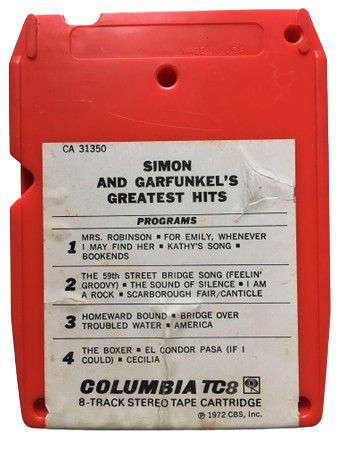 CA 31350
SIMON
AND GARFUNKEL'S
GREATEST HITS
PROGRAMS
1 MRS. ROBINSON ▪ FOR EMILY, WHENEVER
I MAY FIND HER ▪ KATHY'S SONG ▪
BOOKENDS
2 THE 59th STREET BRIDGE SONG (FEELIN'
GROOVY) ▪ THE SOUND OF SILENCE ▪ I AM
A ROCK ▪ SCARBOROUGH FAIR/CANTICLE
3 HOMEWARD BOUND ▪ BRIDGE OVER
TROUBLED WATER ▪ AMERICA
4 THE BOXER ▪ EL CONDOR PASA (IF I
COULD) ▪ CECILIA
COLUMBIA TC8
8-TRACK STEREO TAPE CARTRIDGE
℗ 1972 CBS, Inc.